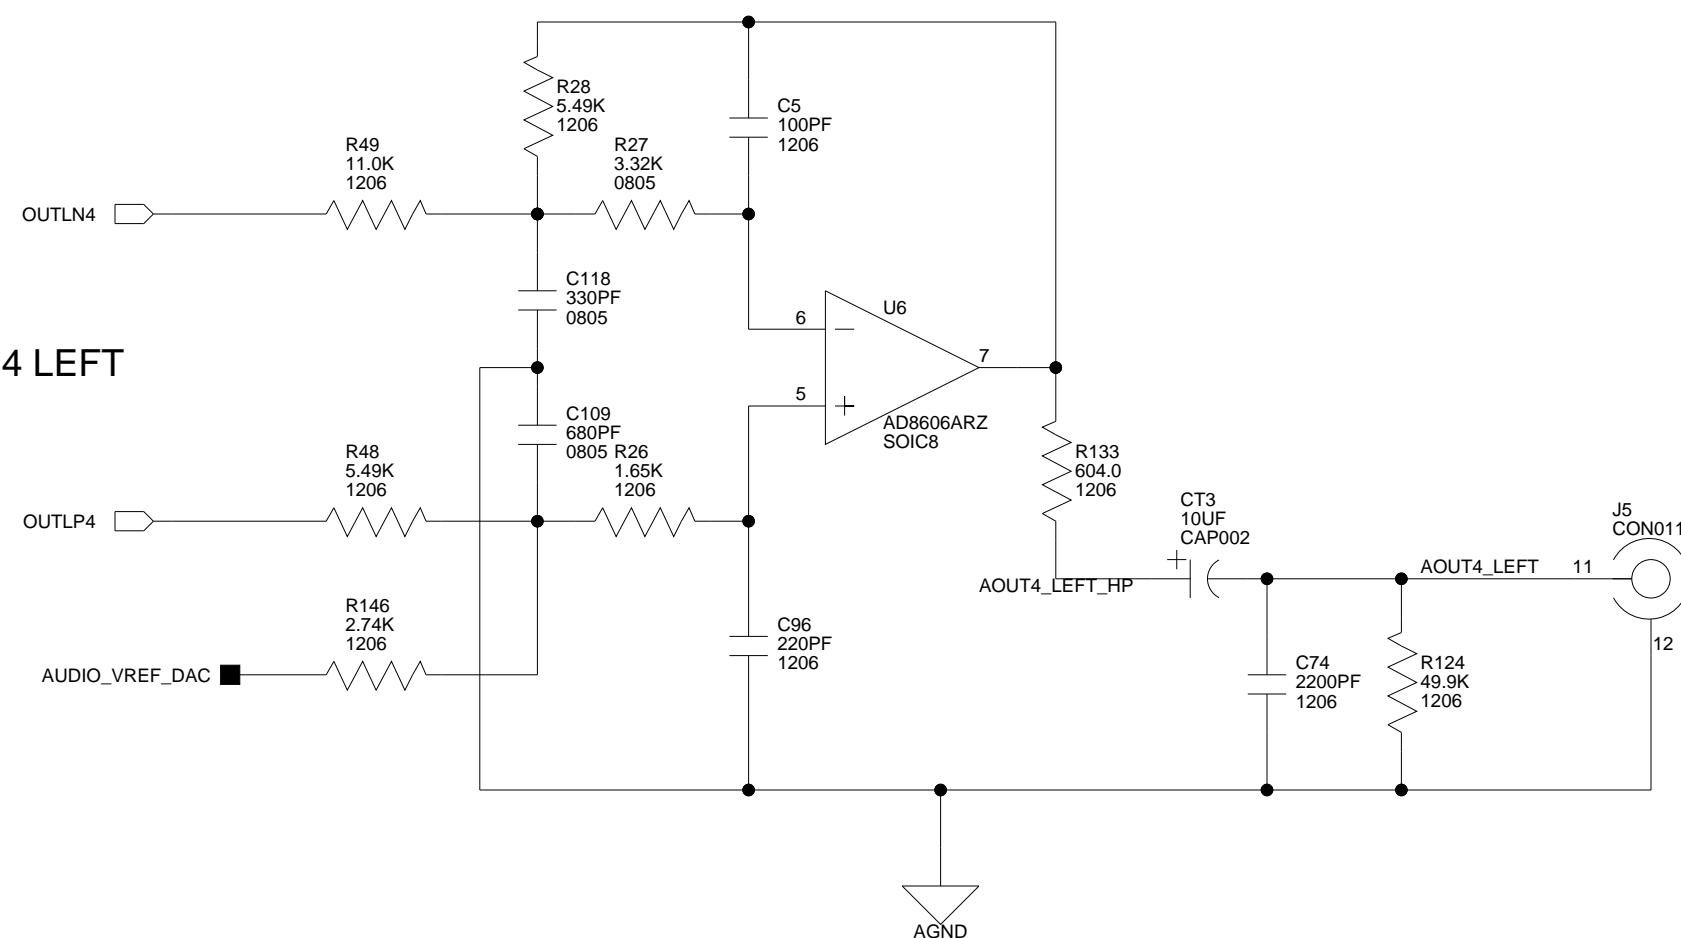 R28
5.49K
1206
C5
100PF
1206
R49
11.0K
1206
R27
3.32K
0805
OUTLN4
C118
330PF
0805
U6
6
7
5
AD8606ARZ
SOIC8
4 LEFT
C109
680PF
0805
R48
5.49K
1206
R26
1.65K
1206
OUTLP4
R133
604.0
1206
CT3
10UF
CAP002
J5
CON011
AOUT4_LEFT_HP
AOUT4_LEFT
11
12
R146
2.74K
1206
AUDIO_VREF_DAC
C96
220PF
1206
C74
2200PF
1206
R124
49.9K
1206
AGND